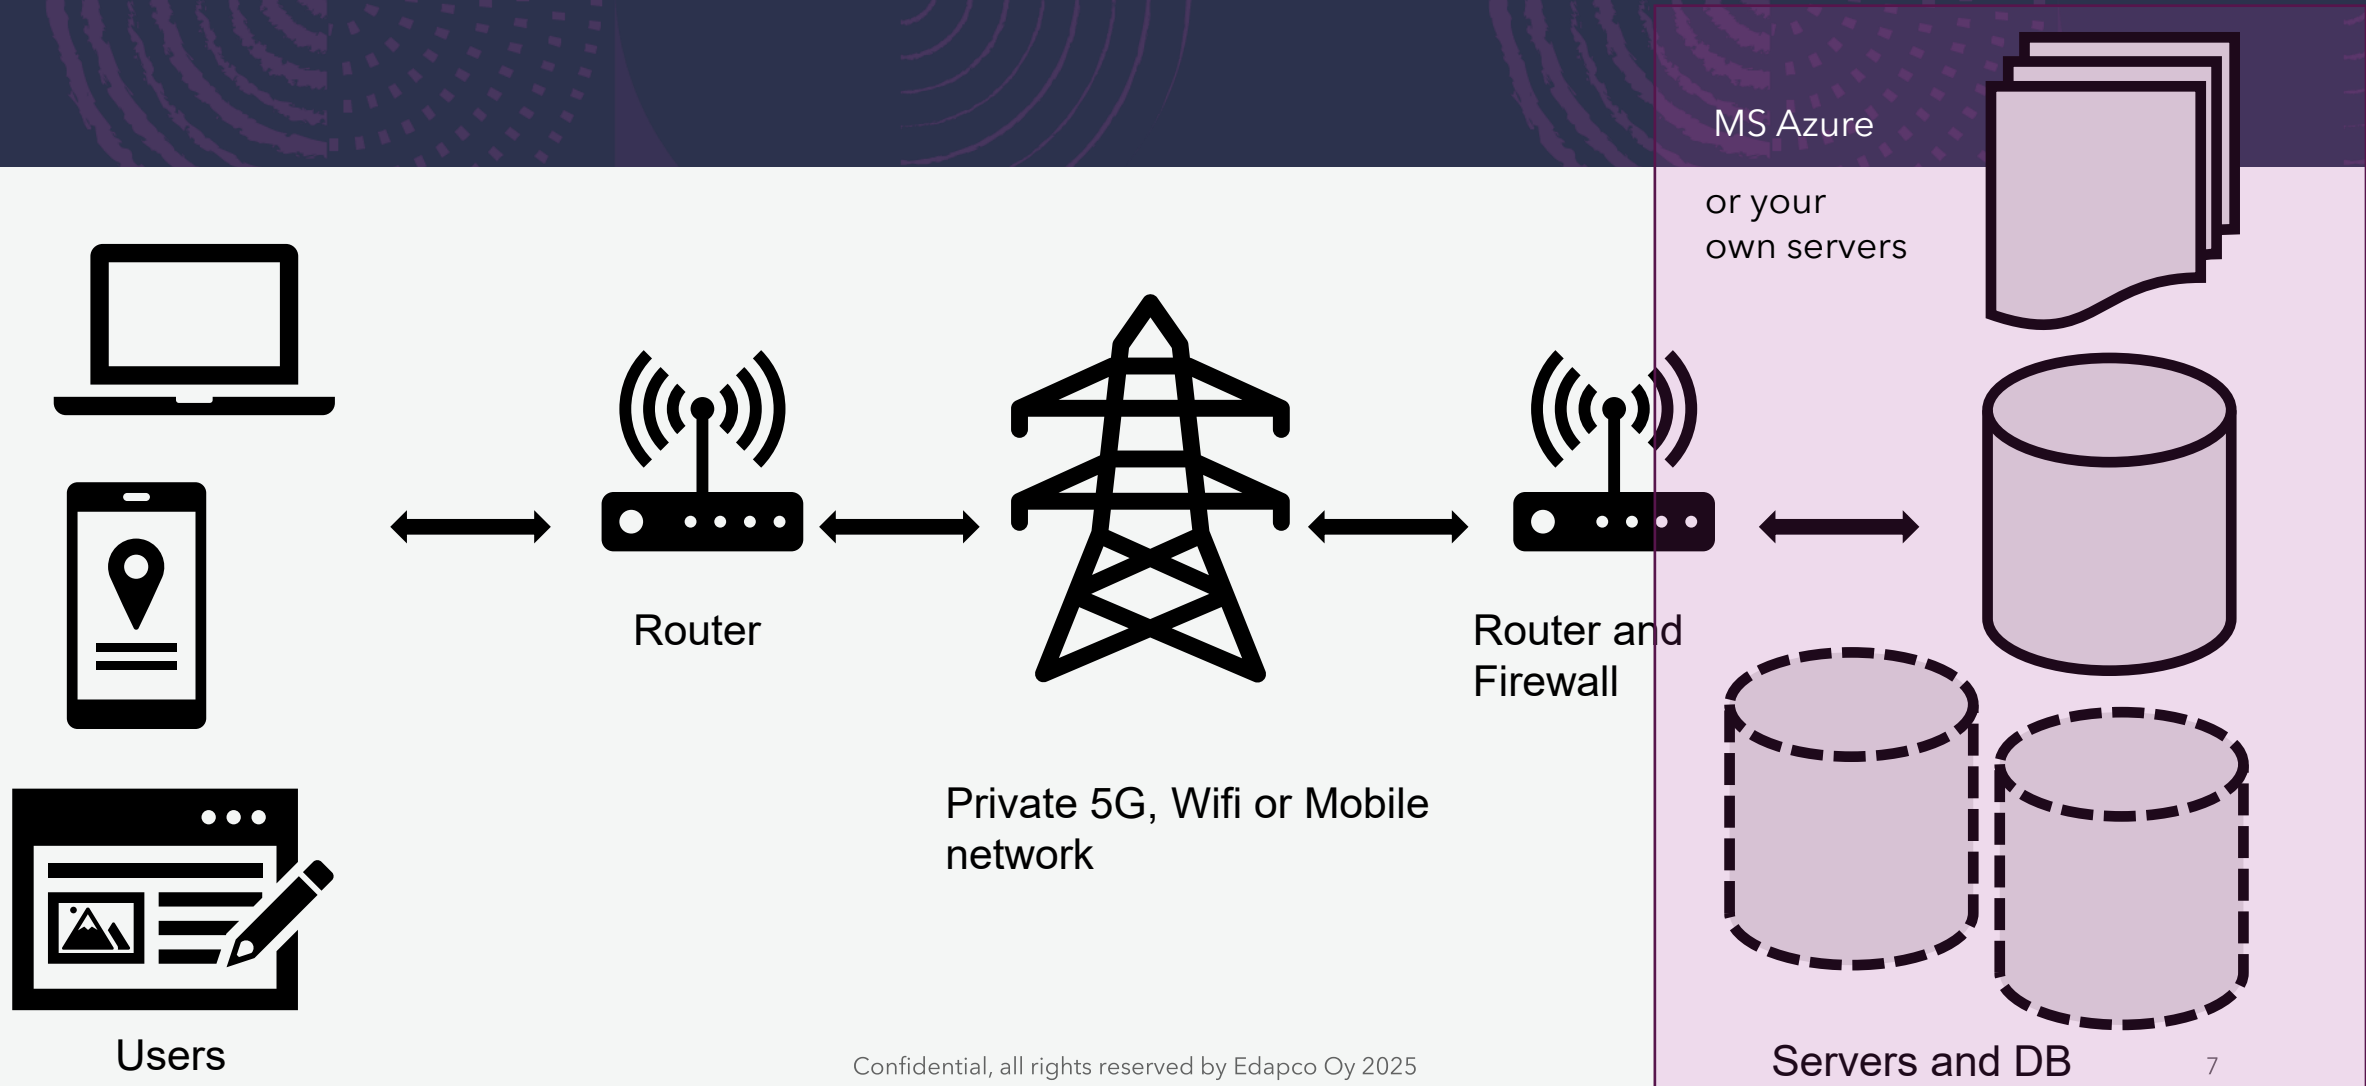 MS Azure
or your
own servers
Router
Router and
Firewall
Private 5G, Wifi or Mobile
network
Users
Servers and DB
Confidential, all rights reserved by Edapco Oy 2025
7